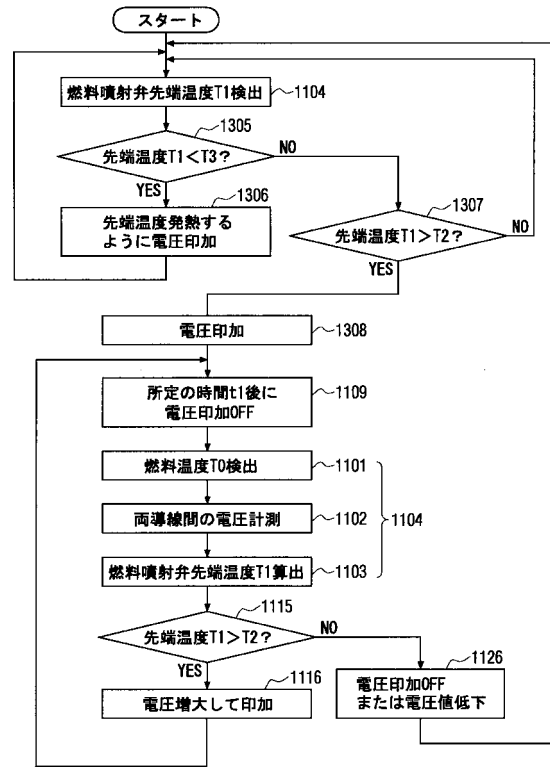 スタート
燃料噴射弁先端温度T1検出
1104
1305
先端温度T1<T3?
NO
YES
1306
先端温度発熱する
ように電圧印加
1307
先端温度T1>T2?
NO
YES
電圧印加
1308
所定の時間t1後に
電圧印加OFF
1109
燃料温度T0検出
1101
両導線間の電圧計測
1102
1104
燃料噴射弁先端温度T1算出
1103
1115
先端温度T1>T2?
NO
YES
1116
電圧増大して印加
1126
電圧印加OFF
または電圧値低下